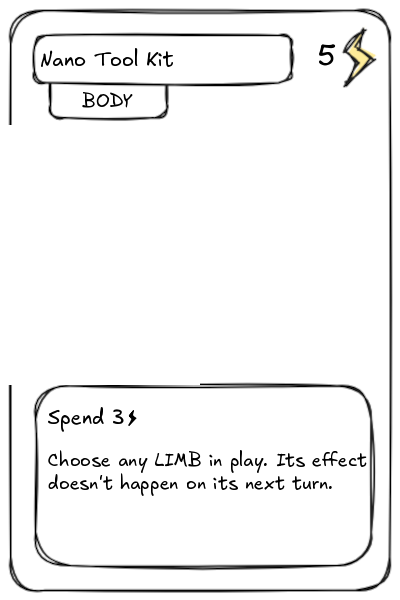 Nano Tool Kit
5⚡
BODY
Spend 3⚡
Choose any LIMB in play. Its effect
doesn't happen on its next turn.